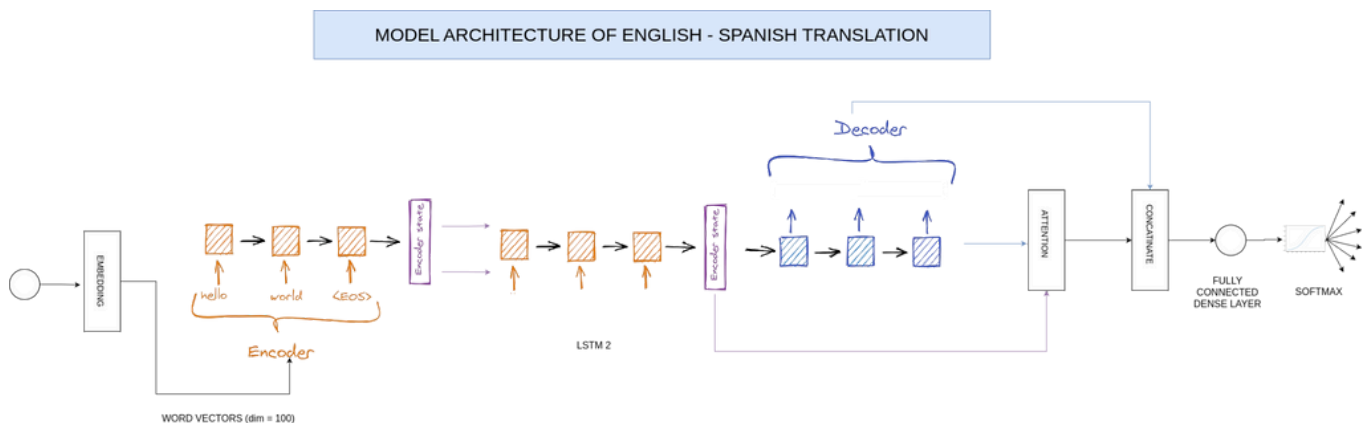 MODEL ARCHITECTURE OF ENGLISH - SPANISH TRANSLATION
EMBEDDING
WORD VECTORS (dim = 100)
hello
world
<EOS>
Encoder
Encoder state
LSTM 2
Encoder state
Decoder
ATTENTION
CONCATINATE
FULLY
CONNECTED
DENSE LAYER
SOFTMAX